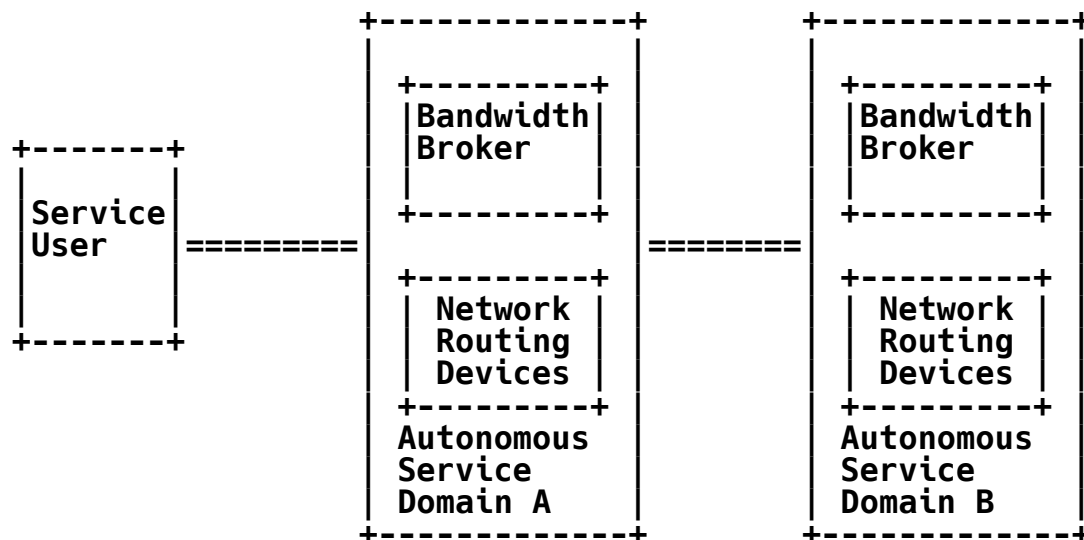 Service
User
Bandwidth
Broker
Network
Routing
Devices
Autonomous
Service
Domain A
Bandwidth
Broker
Network
Routing
Devices
Autonomous
Service
Domain B